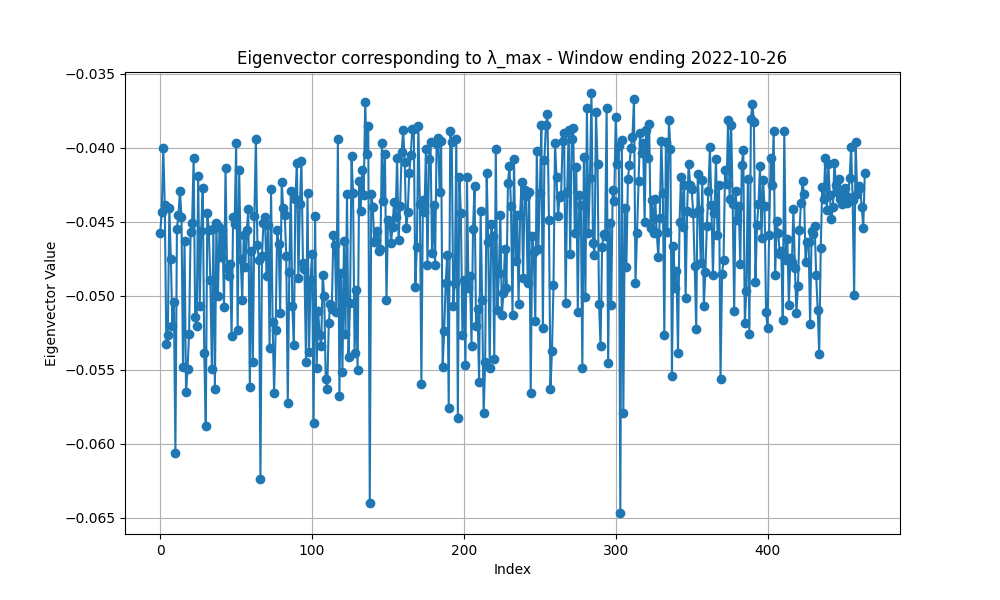 Eigenvector corresponding to λ_max - Window ending 2022-10-26
Eigenvector Value
−0.035
−0.040
−0.045
−0.050
−0.055
−0.060
−0.065
0 100 200 300 400
Index